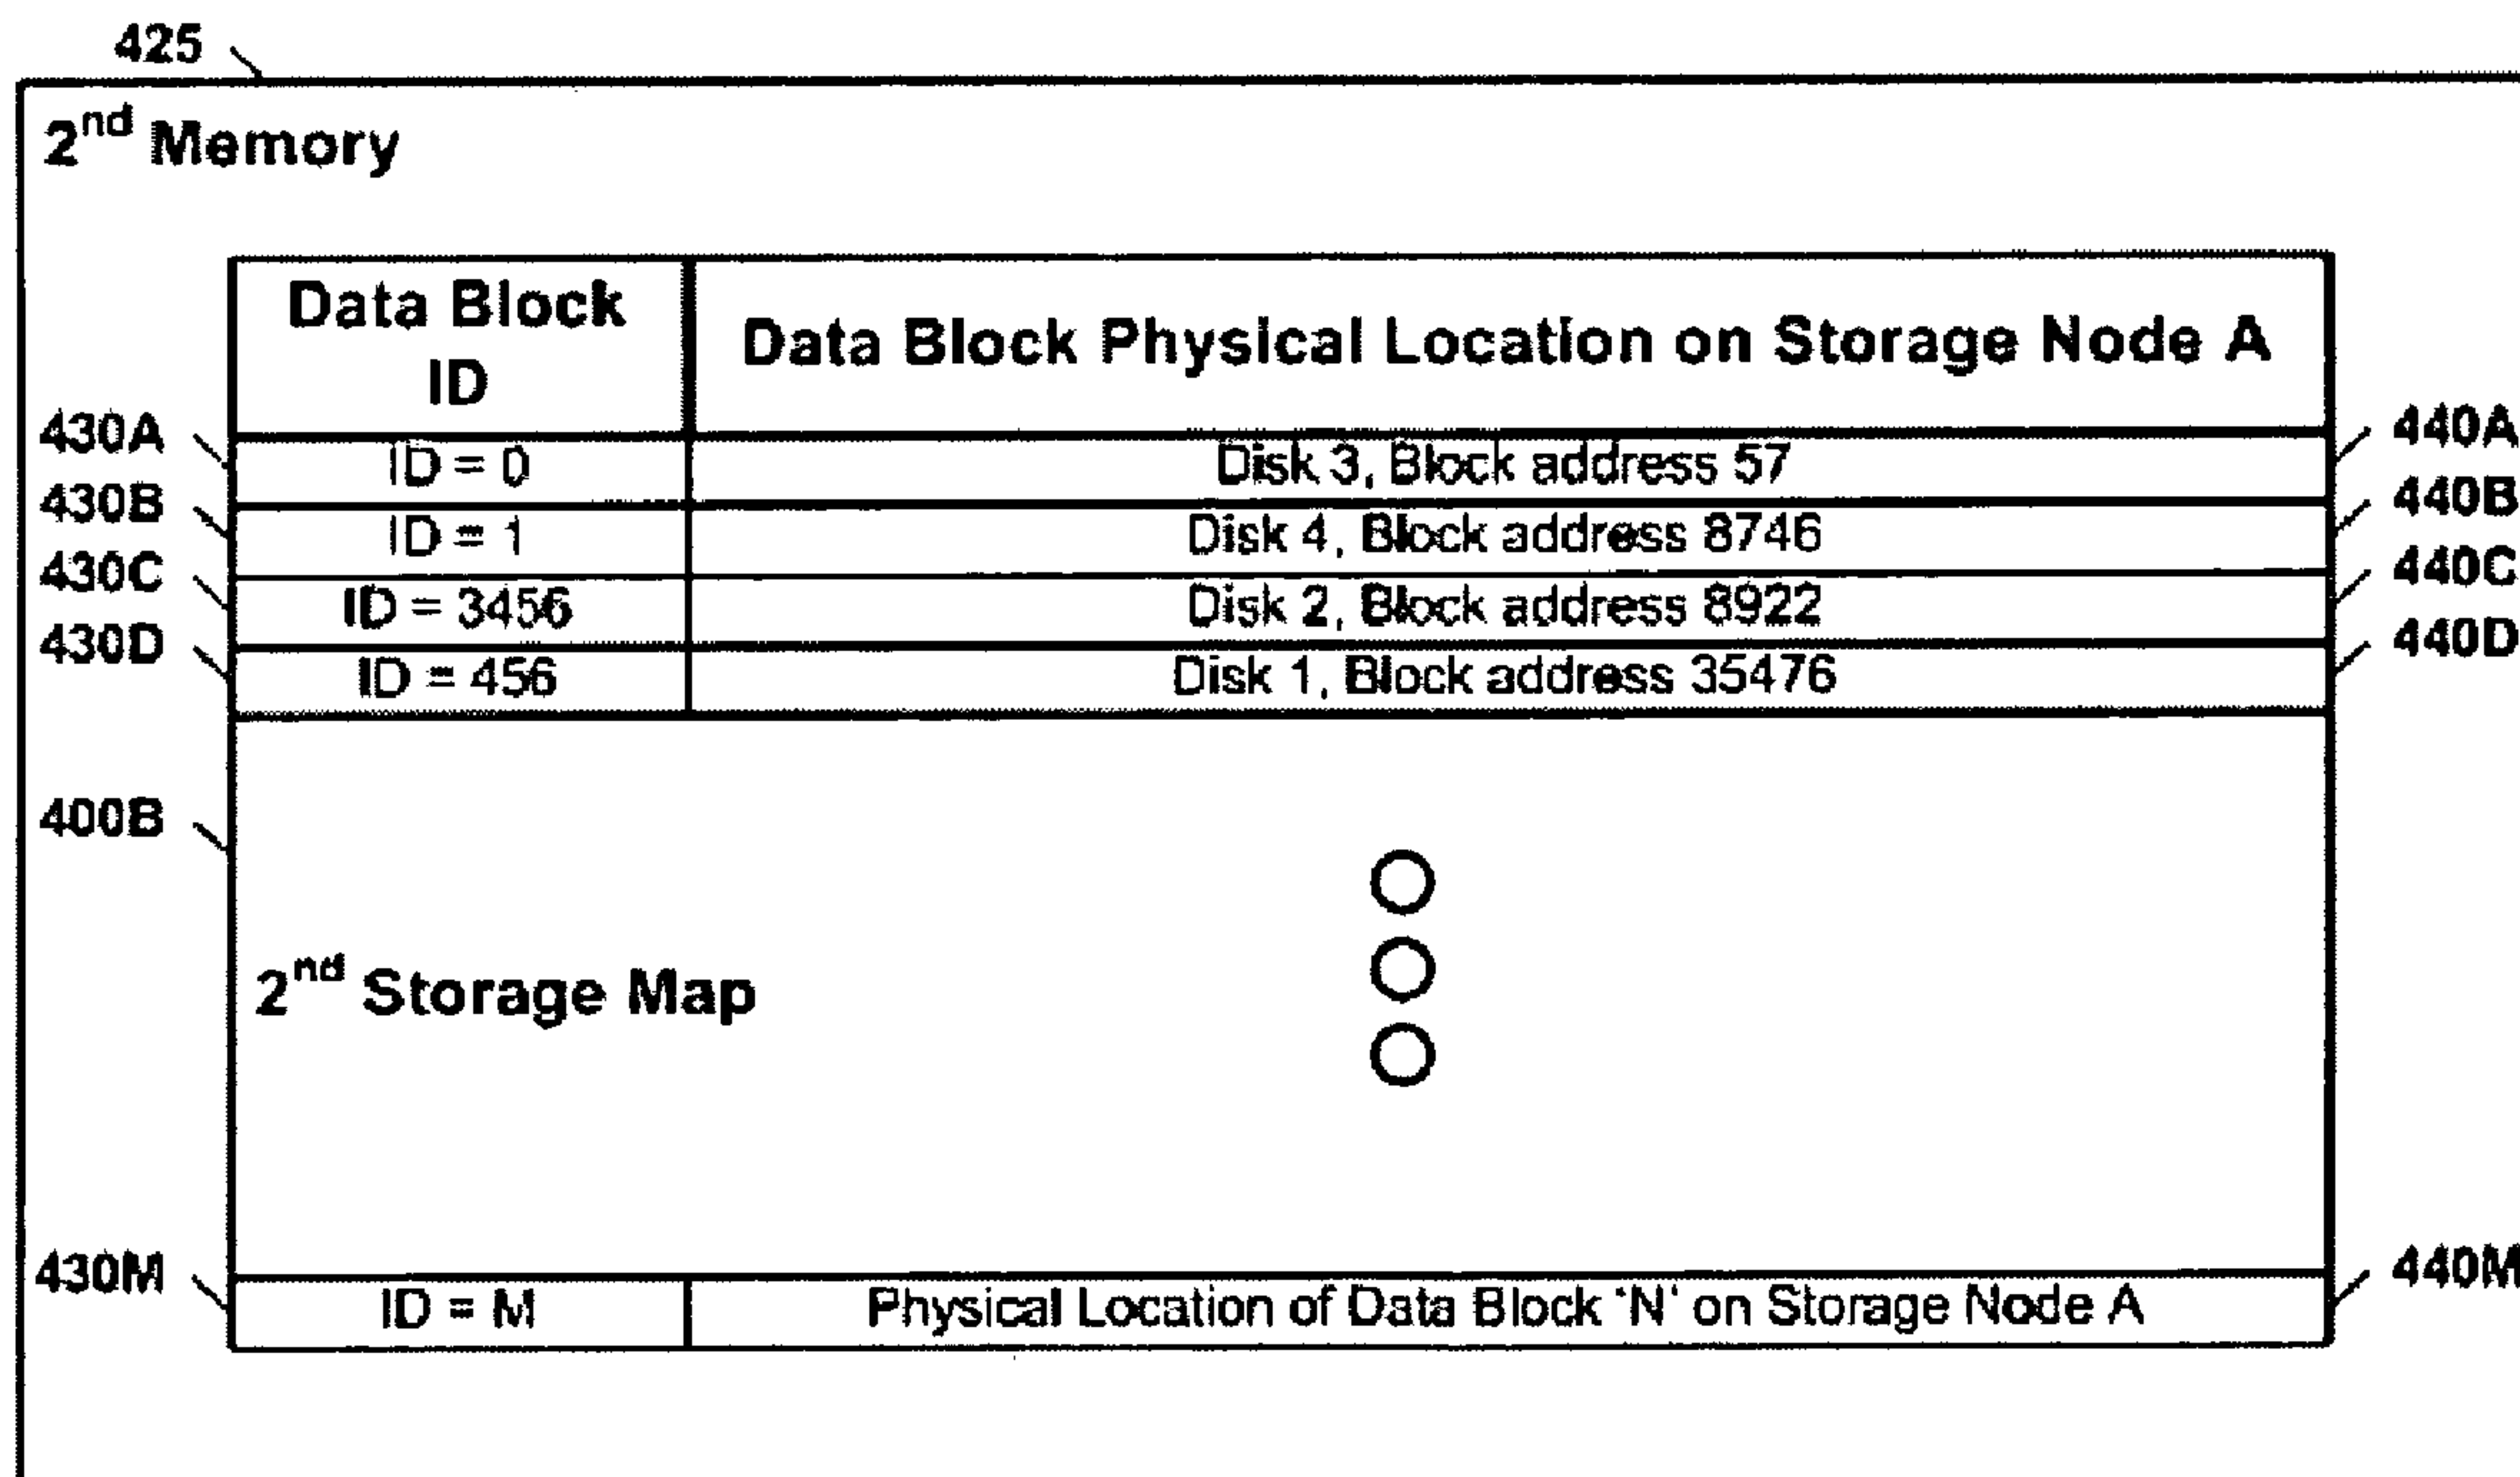 425
2nd Memory
Data Block
ID
Data Block Physical Location on Storage Node A
430A
ID = 0
Disk 3, Block address 57
440A
430B
ID = 1
Disk 4, Block address 8746
440B
430C
ID = 3456
Disk 2, Block address 8922
440C
430D
ID = 456
Disk 1, Block address 35476
440D
400B
2nd Storage Map
430M
ID = M
Physical Location of Data Block 'N' on Storage Node A
440M